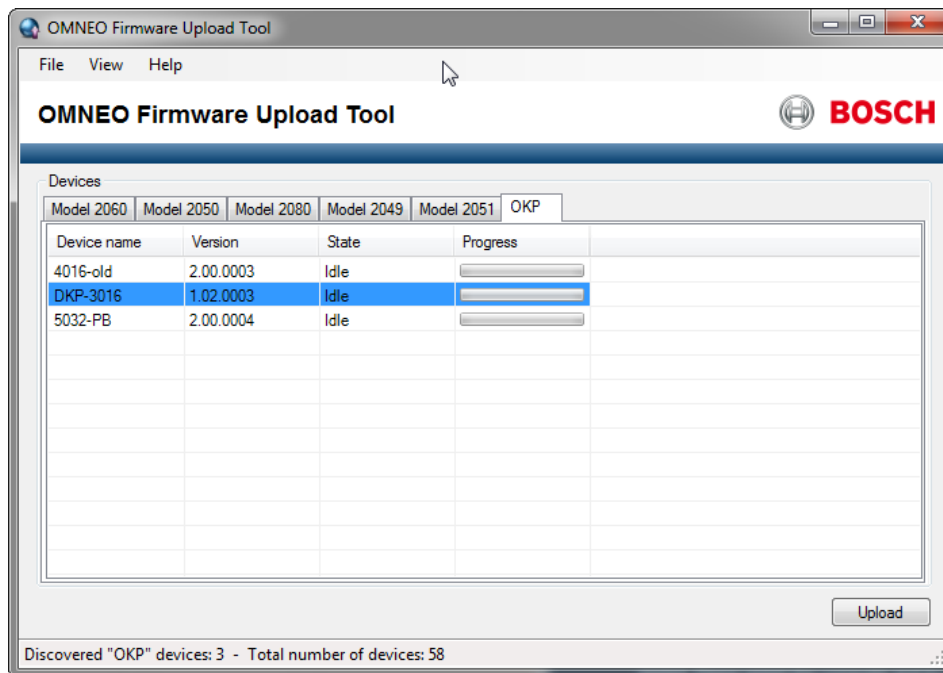 OMNEO Firmware Upload Tool
File View Help
OMNEO Firmware Upload Tool
BOSCH
Devices
Model 2060 Model 2050 Model 2080 Model 2049 Model 2051 OKP
Device name Version State Progress
4016-old 2.00.0003 Idle
DKP-3016 1.02.0003 Idle
5032-PB 2.00.0004 Idle
Upload
Discovered "OKP" devices: 3 - Total number of devices: 58